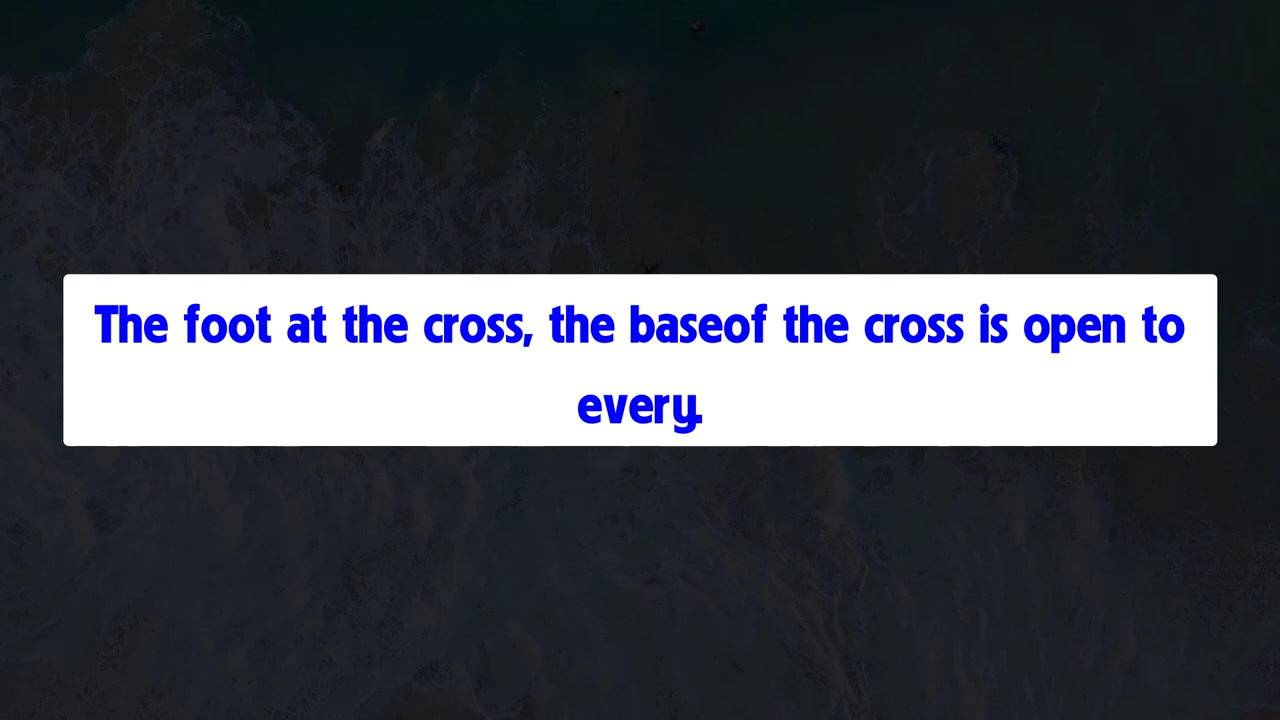 The foot at the cross, the baseof the cross is open to
every.